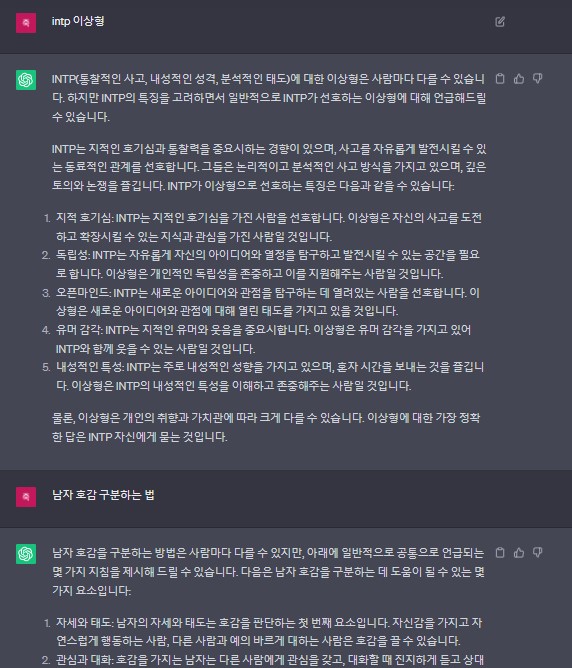 intp 이상형
INTP(통찰적인 사고, 내성적인 성격, 분석적인 태도)에 대한 이상형은 사람마다 다를 수 있습니
다. 하지만 INTP의 특징을 고려하면서 일반적으로 INTP가 선호하는 이상형에 대해 언급해드릴
수 있습니다.
INTP는 지적인 호기심과 통찰력을 중요시하는 경향이 있으며, 사고를 자유롭게 발전시킬 수 있
는 동료적인 관계를 선호합니다. 그들은 논리적이고 분석적인 사고 방식을 가지고 있으며, 깊은
토의와 논쟁을 즐깁니다. INTP가 이상형으로 선호하는 특징은 다음과 같을 수 있습니다:
1. 지적 호기심: INTP는 지적인 호기심을 가진 사람을 선호합니다. 이상형은 자신의 사고를 도전
하고 확장시킬 수 있는 지식과 관심을 가진 사람일 것입니다.
2. 독립성: INTP는 자유롭게 자신의 아이디어와 열정을 탐구하고 발전시킬 수 있는 공간을 필요
로 합니다. 이상형은 개인적인 독립성을 존중하고 이를 지원해주는 사람일 것입니다.
3. 오픈마인드: INTP는 새로운 아이디어와 관점을 탐구하는 데 열려있는 사람을 선호합니다. 이
상형은 새로운 아이디어와 관점에 대해 열린 태도를 가지고 있을 것입니다.
4. 유머 감각: INTP는 지적인 유머와 웃음을 중요시합니다. 이상형은 유머 감각을 가지고 있어
INTP와 함께 웃을 수 있는 사람일 것입니다.
5. 내성적인 특성: INTP는 주로 내성적인 성향을 가지고 있으며, 혼자 시간을 보내는 것을 즐깁니
다. 이상형은 INTP의 내성적인 특성을 이해하고 존중해주는 사람일 것입니다.
물론, 이상형은 개인의 취향과 가치관에 따라 크게 다를 수 있습니다. 이상형에 대한 가장 정확
한 답은 INTP 자신에게 묻는 것입니다.
남자 호감 구분하는 법
남자 호감을 구분하는 방법은 사람마다 다를 수 있지만, 아래에 일반적으로 공통으로 언급되는
몇 가지 지침을 제시해 드릴 수 있습니다. 다음은 남자 호감을 구분하는 데 도움이 될 수 있는 몇
가지 요소입니다:
1. 자세와 태도: 남자의 자세와 태도는 호감을 판단하는 첫 번째 요소입니다. 자신감을 가지고 자
연스럽게 행동하는 사람, 다른 사람과 예의 바르게 대하는 사람은 호감을 끌 수 있습니다.
2. 관심과 대화: 호감을 가지는 남자는 다른 사람에게 관심을 갖고, 대화할 때 진지하게 듣고 상대